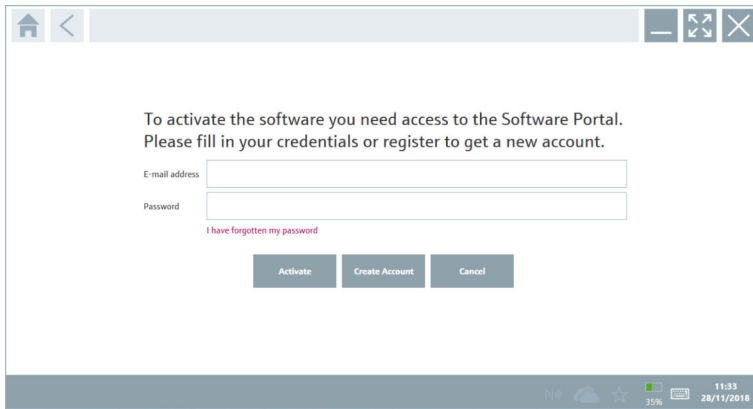 To activate the software you need access to the Software Portal.
Please fill in your credentials or register to get a new account.
E-mail address
Password
I have forgotten my password
Activate
Create Account
Cancel
35%
11:33
28/11/2018